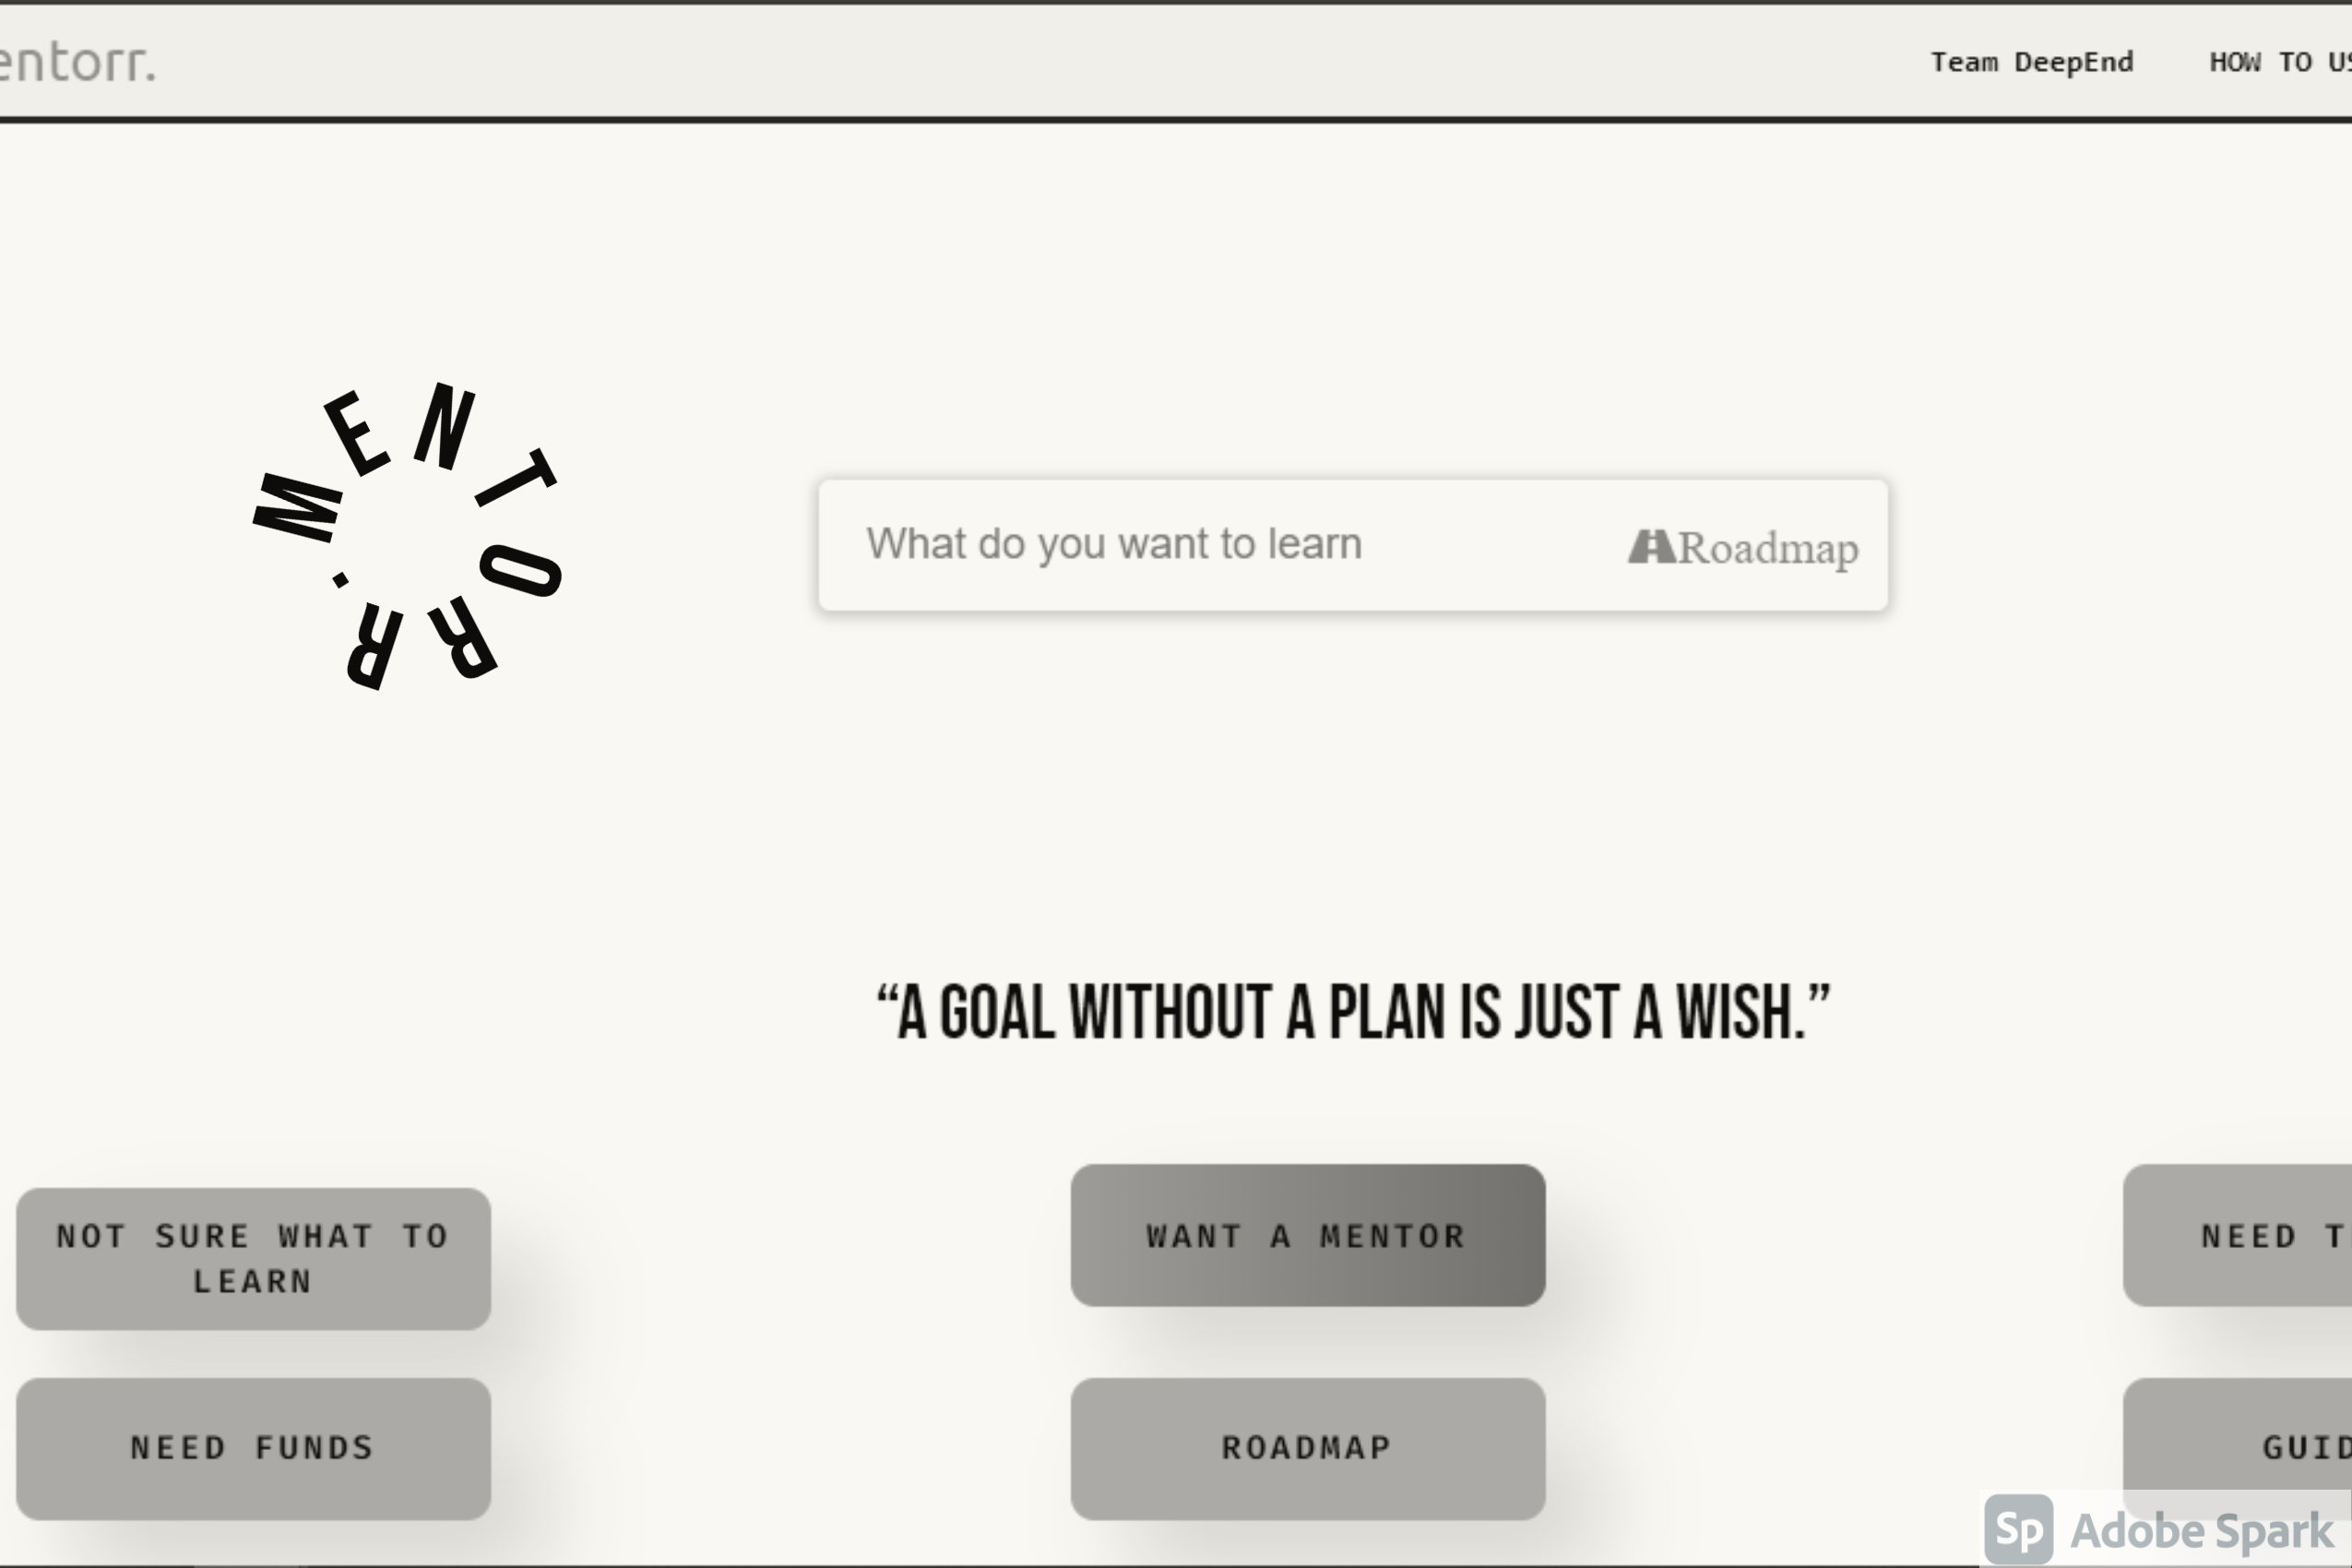 entorr.
Team DeepEnd
HOW TO US
MENTORR.
What do you want to learn
Roadmap
“A GOAL WITHOUT A PLAN IS JUST A WISH.”
NOT SURE WHAT TO
LEARN
WANT A MENTOR
NEED T
NEED FUNDS
ROADMAP
GUID
Sp Adobe Spark